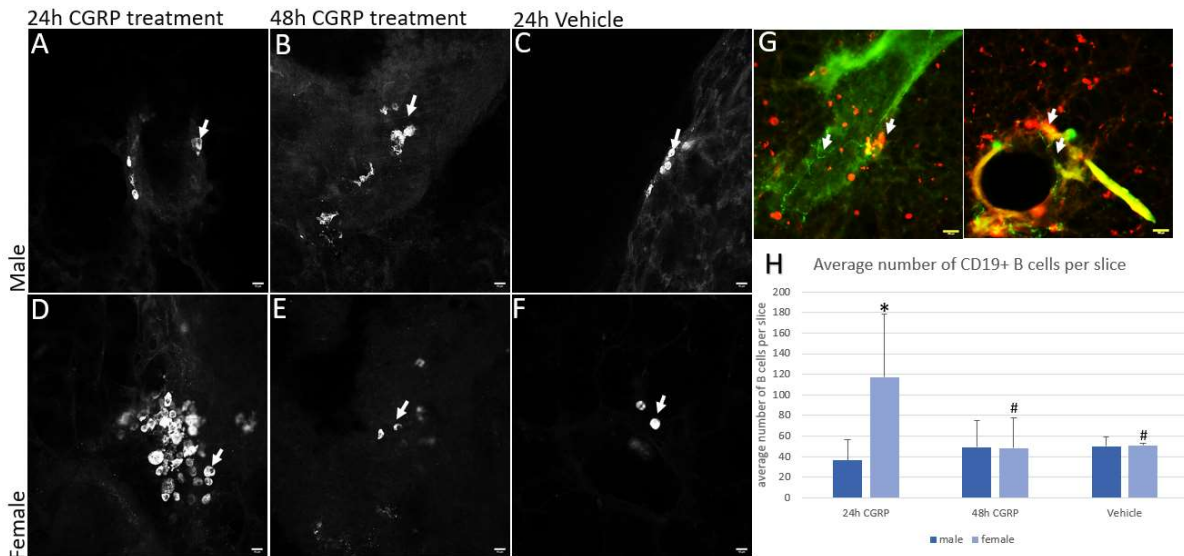 24h CGRP treatment
48h CGRP treatment
24h Vehicle
A
B
C
G
Male
H
Average number of CD19+ B cells per slice
average number of B cells per slice
200
180
160
140
120
100
80
60
40
20
0
*
#
#
24h CGRP
48h CGRP
Vehicle
male
female
D
E
F
Female